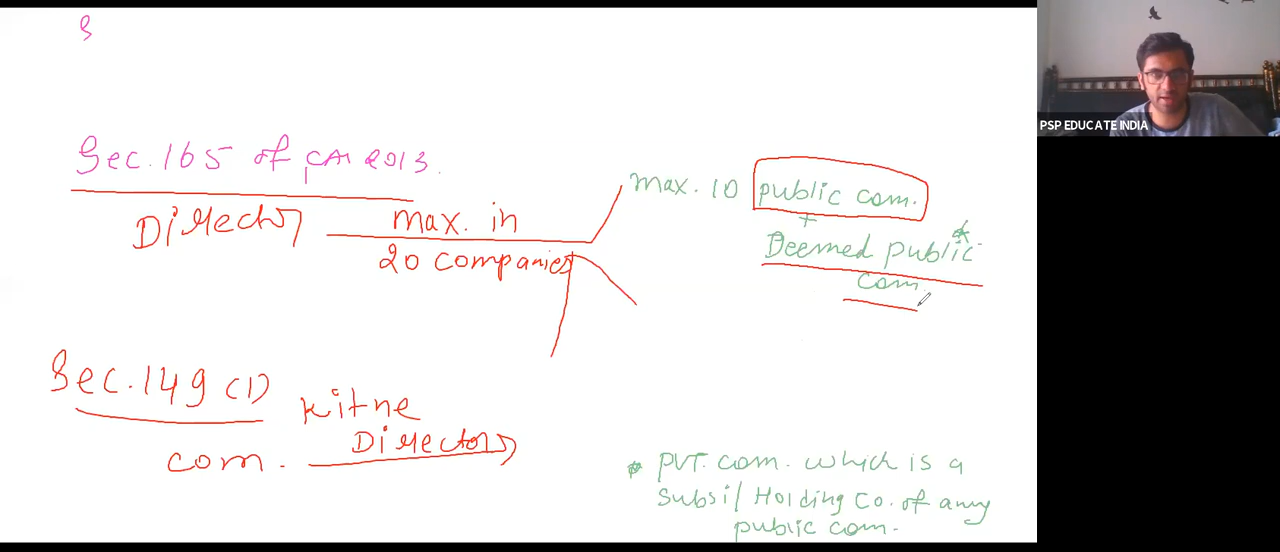 S
Sec. 165 of CA 2013.
Director max. in
20 companies
max. 10 public com.
+
Deemed public *
com.
Sec. 149 (1)
com. Kitne
Directors
* PVT. com. which is a
Subsi/ Holding Co. of any
public com.
PSP EDUCATE INDIA